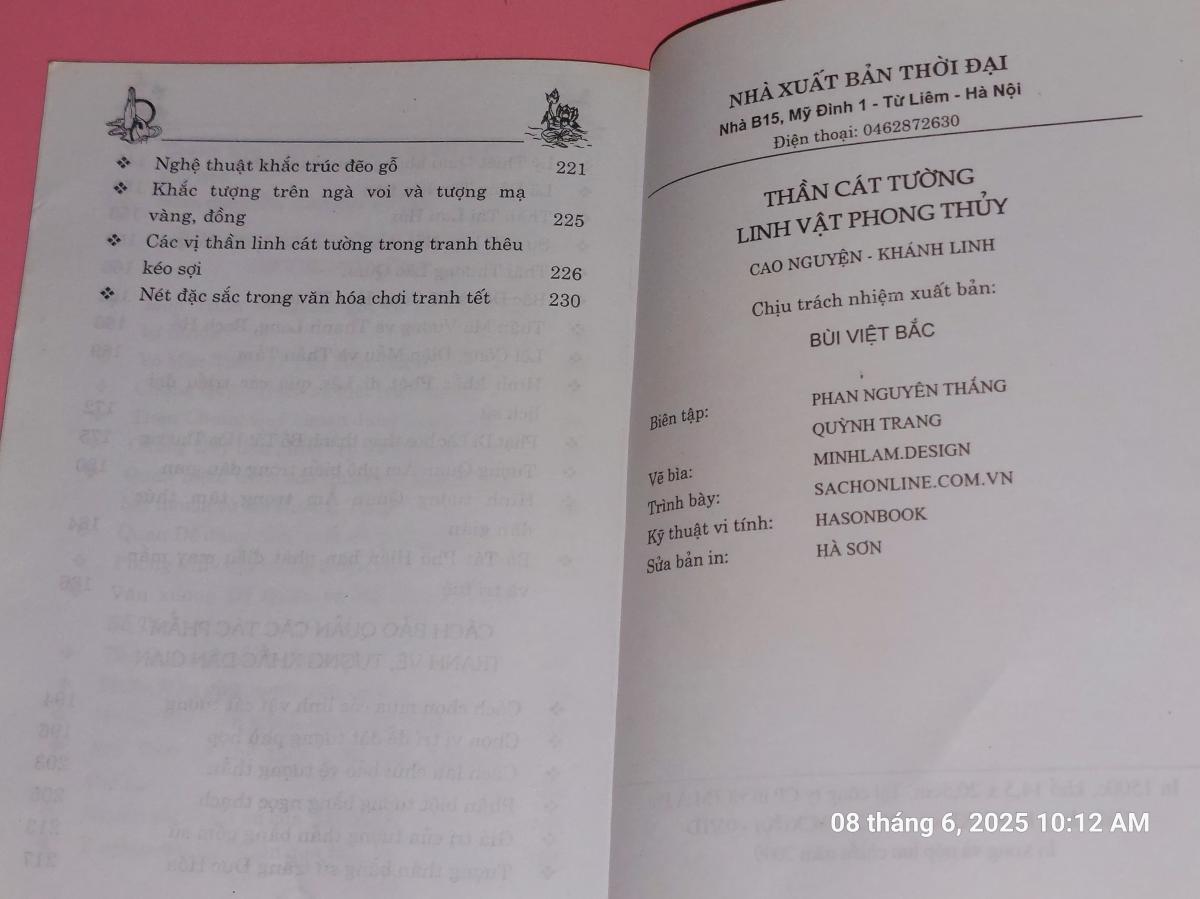 ❖ Nghệ thuật khắc trúc đẽo gỗ 221
❖ Khắc tượng trên ngà voi và tượng mạ
vàng, đồng 225
❖ Các vị thần linh cát tường trong tranh thêu
kéo sợi 226
❖ Nét đặc sắc trong văn hóa chơi tranh tết 230
NHÀ XUẤT BẢN THỜI ĐẠI
Nhà B15, Mỹ Đình 1 - Từ Liêm - Hà Nội
Điện thoại: 0462872630
THẦN CÁT TƯỜNG
LINH VẬT PHONG THỦY
CAO NGUYỆN - KHÁNH LINH
Chịu trách nhiệm xuất bản:
BÙI VIỆT BẮC
Biên tập: PHAN NGUYÊN THẮNG
QUỲNH TRANG
Vẽ bìa: MINHLAM.DESIGN
Trình bày: SACHONLINE.COM.VN
Kỹ thuật vi tính: HASONBOOK
Sửa bản in: HÀ SƠN
08 tháng 6, 2025 10:12 AM